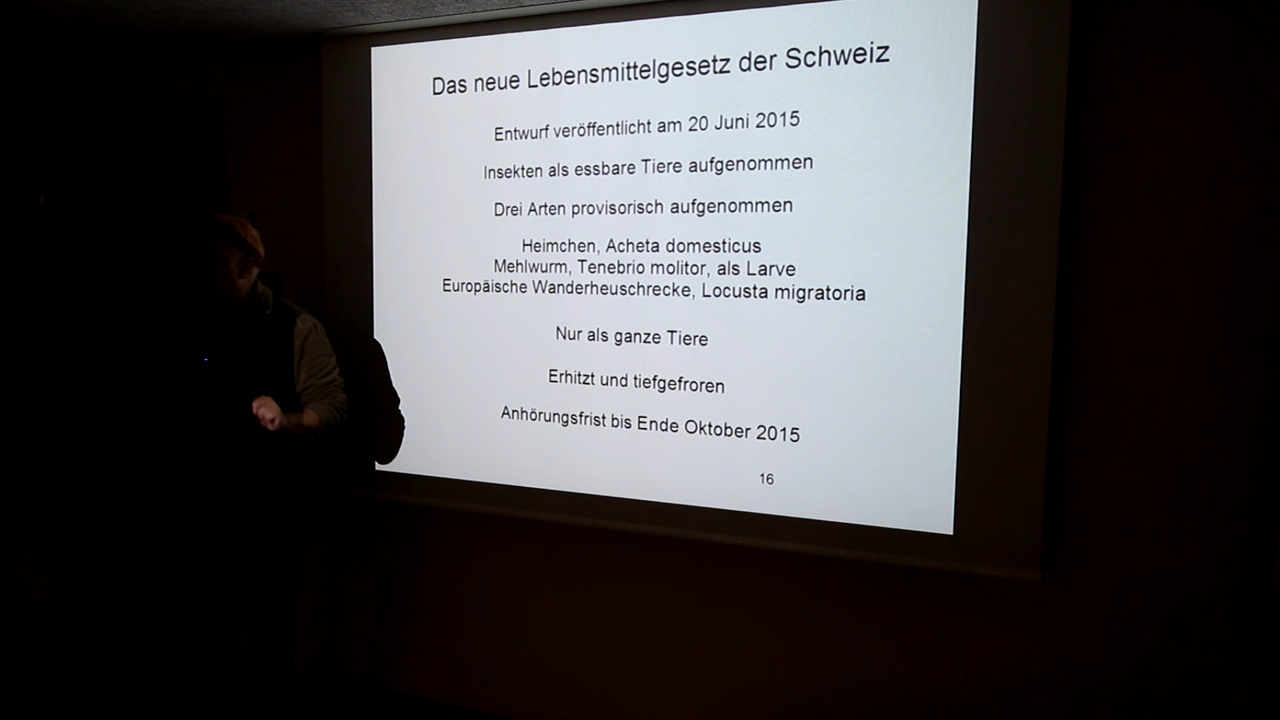 Das neue Lebensmittelgesetz der Schweiz
Entwurf veröffentlicht am 20 Juni 2015
Insekten als essbare Tiere aufgenommen
Drei Arten provisorisch aufgenommen
Heimchen, Acheta domesticus
Mehlwurm, Tenebrio molitor, als Larve
Europäische Wanderheuschrecke, Locusta migratoria
Nur als ganze Tiere
Erhitzt und tiefgefroren
Anhörungsfrist bis Ende Oktober 2015
16